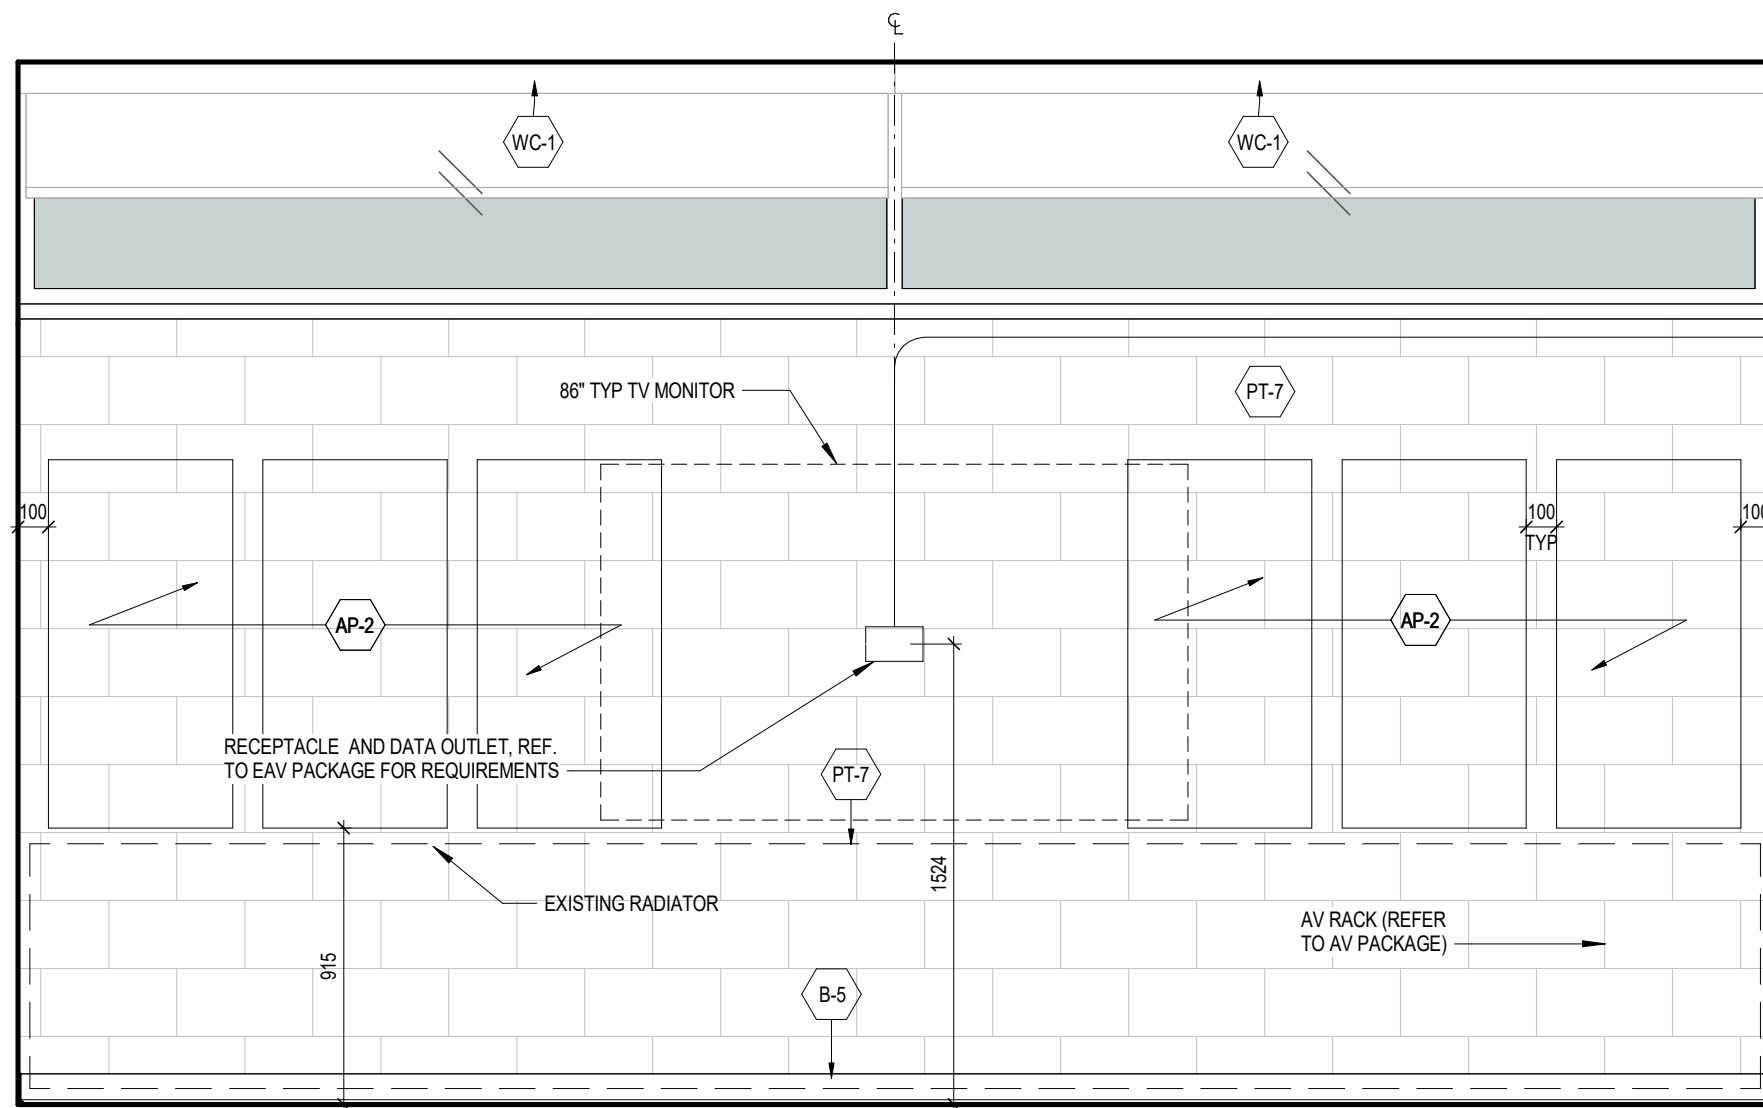 ℄
WC-1
WC-1
86" TYP TV MONITOR
PT-7
100
100
TYP
100
AP-2
AP-2
RECEPTACLE AND DATA OUTLET, REF.
TO EAV PACKAGE FOR REQUIREMENTS
PT-7
1524
EXISTING RADIATOR
AV RACK (REFER
TO AV PACKAGE)
915
B-5